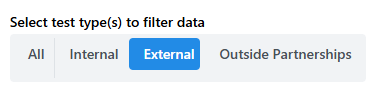 Select test type(s) to filter data
All Internal External Outside Partnerships